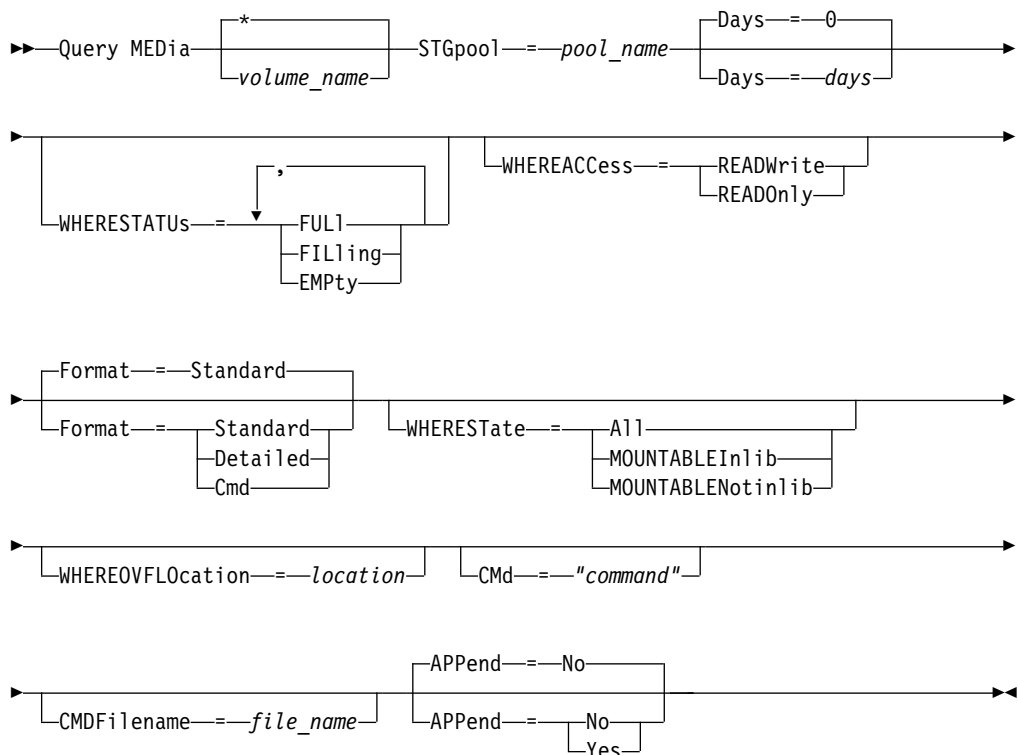 *
Days = 0
Query MEDia STGpool = pool_name
volume_name Days = days
,
WHEREACCess = READWrite
READOnly
WHERESTATUs = FULl
FILling
EMPty
Format = Standard
Format = Standard
Detailed
Cmd
WHERESTate = All
MOUNTABLEInlib
MOUNTABLENotinlib
WHEREOVFLOcation = location CMd = "command"
APPend = No
CMDFilename = file_name APPend = No
Yes